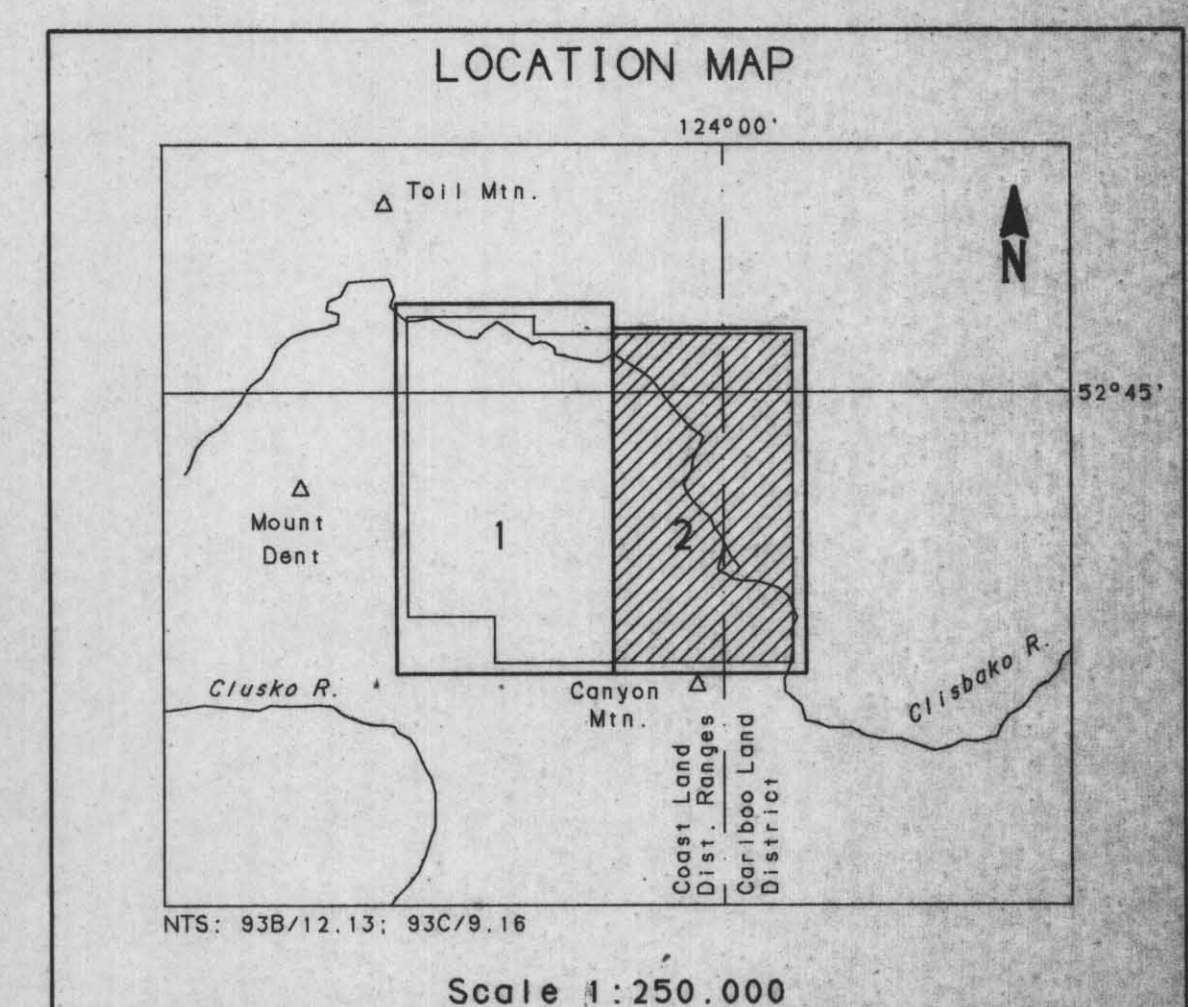 LOCATION MAP
124°00'
Toil Mtn.
N
52°45'
Mount
Dent
1
2
Clusko R.
Canyon
Mtn.
Clisbako R.
Coast Land
Dist. Ranges
Cariboo Land
District
NTS: 93B/12.13; 93C/9.16
Scale 1:250.000